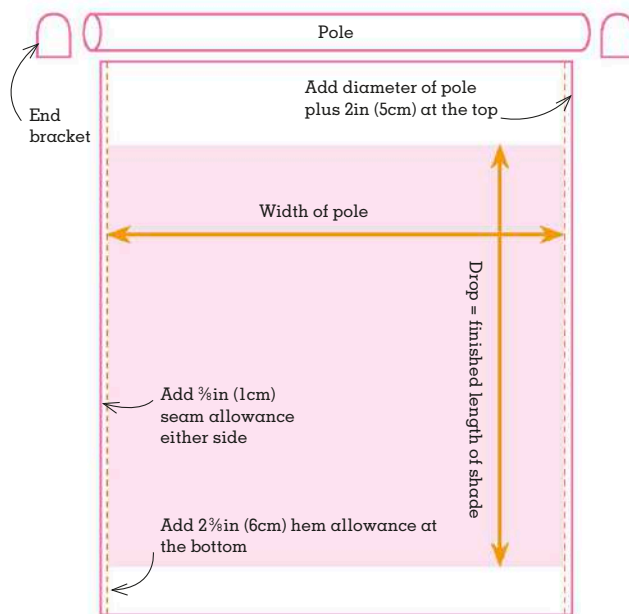 Pole
Add diameter of pole
plus 2in (5cm) at the top
End
bracket
Width of pole
Drop = finished length of shade
Add ⅜in (1cm)
seam allowance
either side
Add 2⅜in (6cm) hem allowance at
the bottom